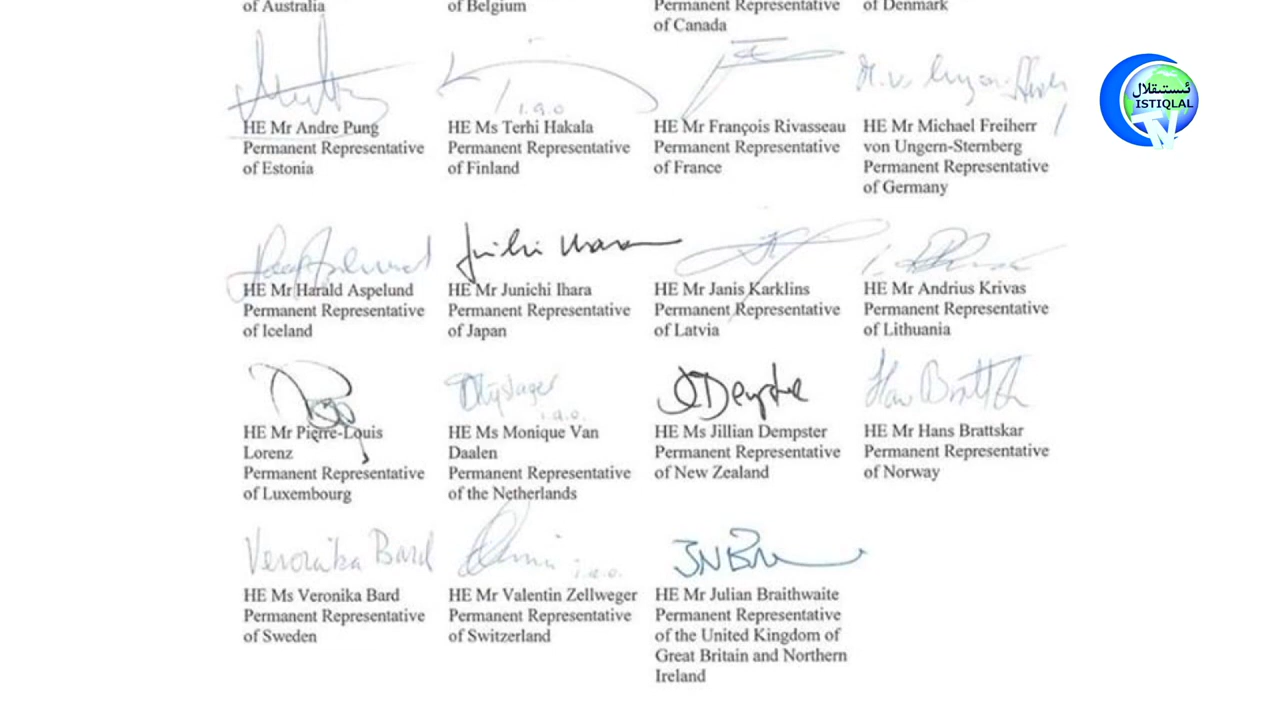 of Australia
of Belgium
Permanent Representative
of Canada
of Denmark
i.a.o
HE Mr Andre Pung
Permanent Representative
of Estonia
HE Ms Terhi Hakala
Permanent Representative
of Finland
HE Mr François Rivasseau
Permanent Representative
of France
HE Mr Michael Freiherr
von Ungern-Sternberg
Permanent Representative
of Germany
ئىستىقلال
ISTIQLAL
TV
HE Mr Harald Aspelund
Permanent Representative
of Iceland
HE Mr Junichi Ihara
Permanent Representative
of Japan
HE Mr Janis Karklins
Permanent Representative
of Latvia
HE Mr Andrius Krivas
Permanent Representative
of Lithuania
i.a.o.
HE Mr Pierre-Louis
Lorenz
Permanent Representative
of Luxembourg
HE Ms Monique Van
Daalen
Permanent Representative
of the Netherlands
HE Ms Jillian Dempster
Permanent Representative
of New Zealand
HE Mr Hans Brattskar
Permanent Representative
of Norway
Veronika Bard
i.a.o.
HE Ms Veronika Bard
Permanent Representative
of Sweden
HE Mr Valentin Zellweger
Permanent Representative
of Switzerland
HE Mr Julian Braithwaite
Permanent Representative
of the United Kingdom of
Great Britain and Northern
Ireland